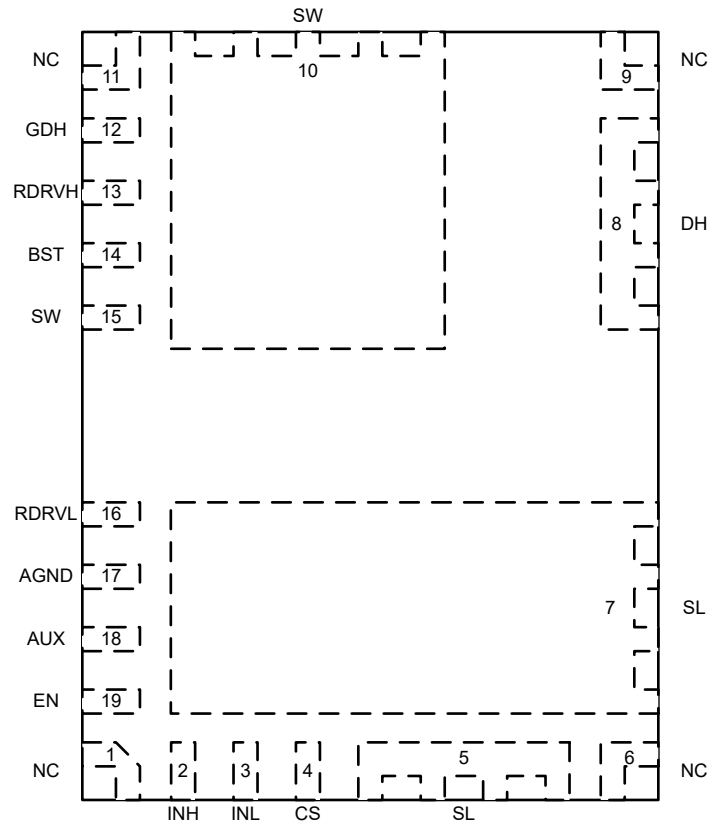 SW
10
NC 11
9 NC
GDH 12
RDRVH 13
8 DH
BST 14
SW 15
RDRVL 16
AGND 17
7 SL
AUX 18
EN 19
NC 1
2
3
4
5
6 NC
INH INL CS SL